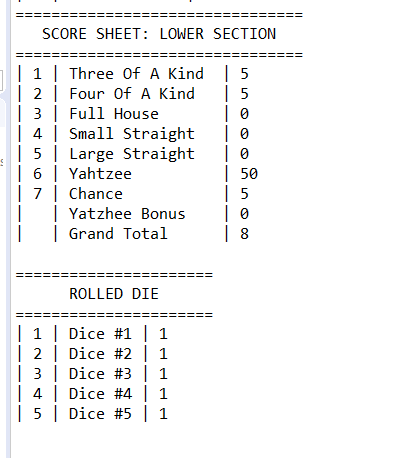 ==============================
SCORE SHEET: LOWER SECTION
==============================
| 1 | Three Of A Kind | 5
| 2 | Four Of A Kind | 5
| 3 | Full House | 0
| 4 | Small Straight | 0
| 5 | Large Straight | 0
| 6 | Yahtzee | 50
| 7 | Chance | 5
| | Yatzhee Bonus | 0
| | Grand Total | 8
======================
ROLLED DIE
======================
| 1 | Dice #1 | 1
| 2 | Dice #2 | 1
| 3 | Dice #3 | 1
| 4 | Dice #4 | 1
| 5 | Dice #5 | 1